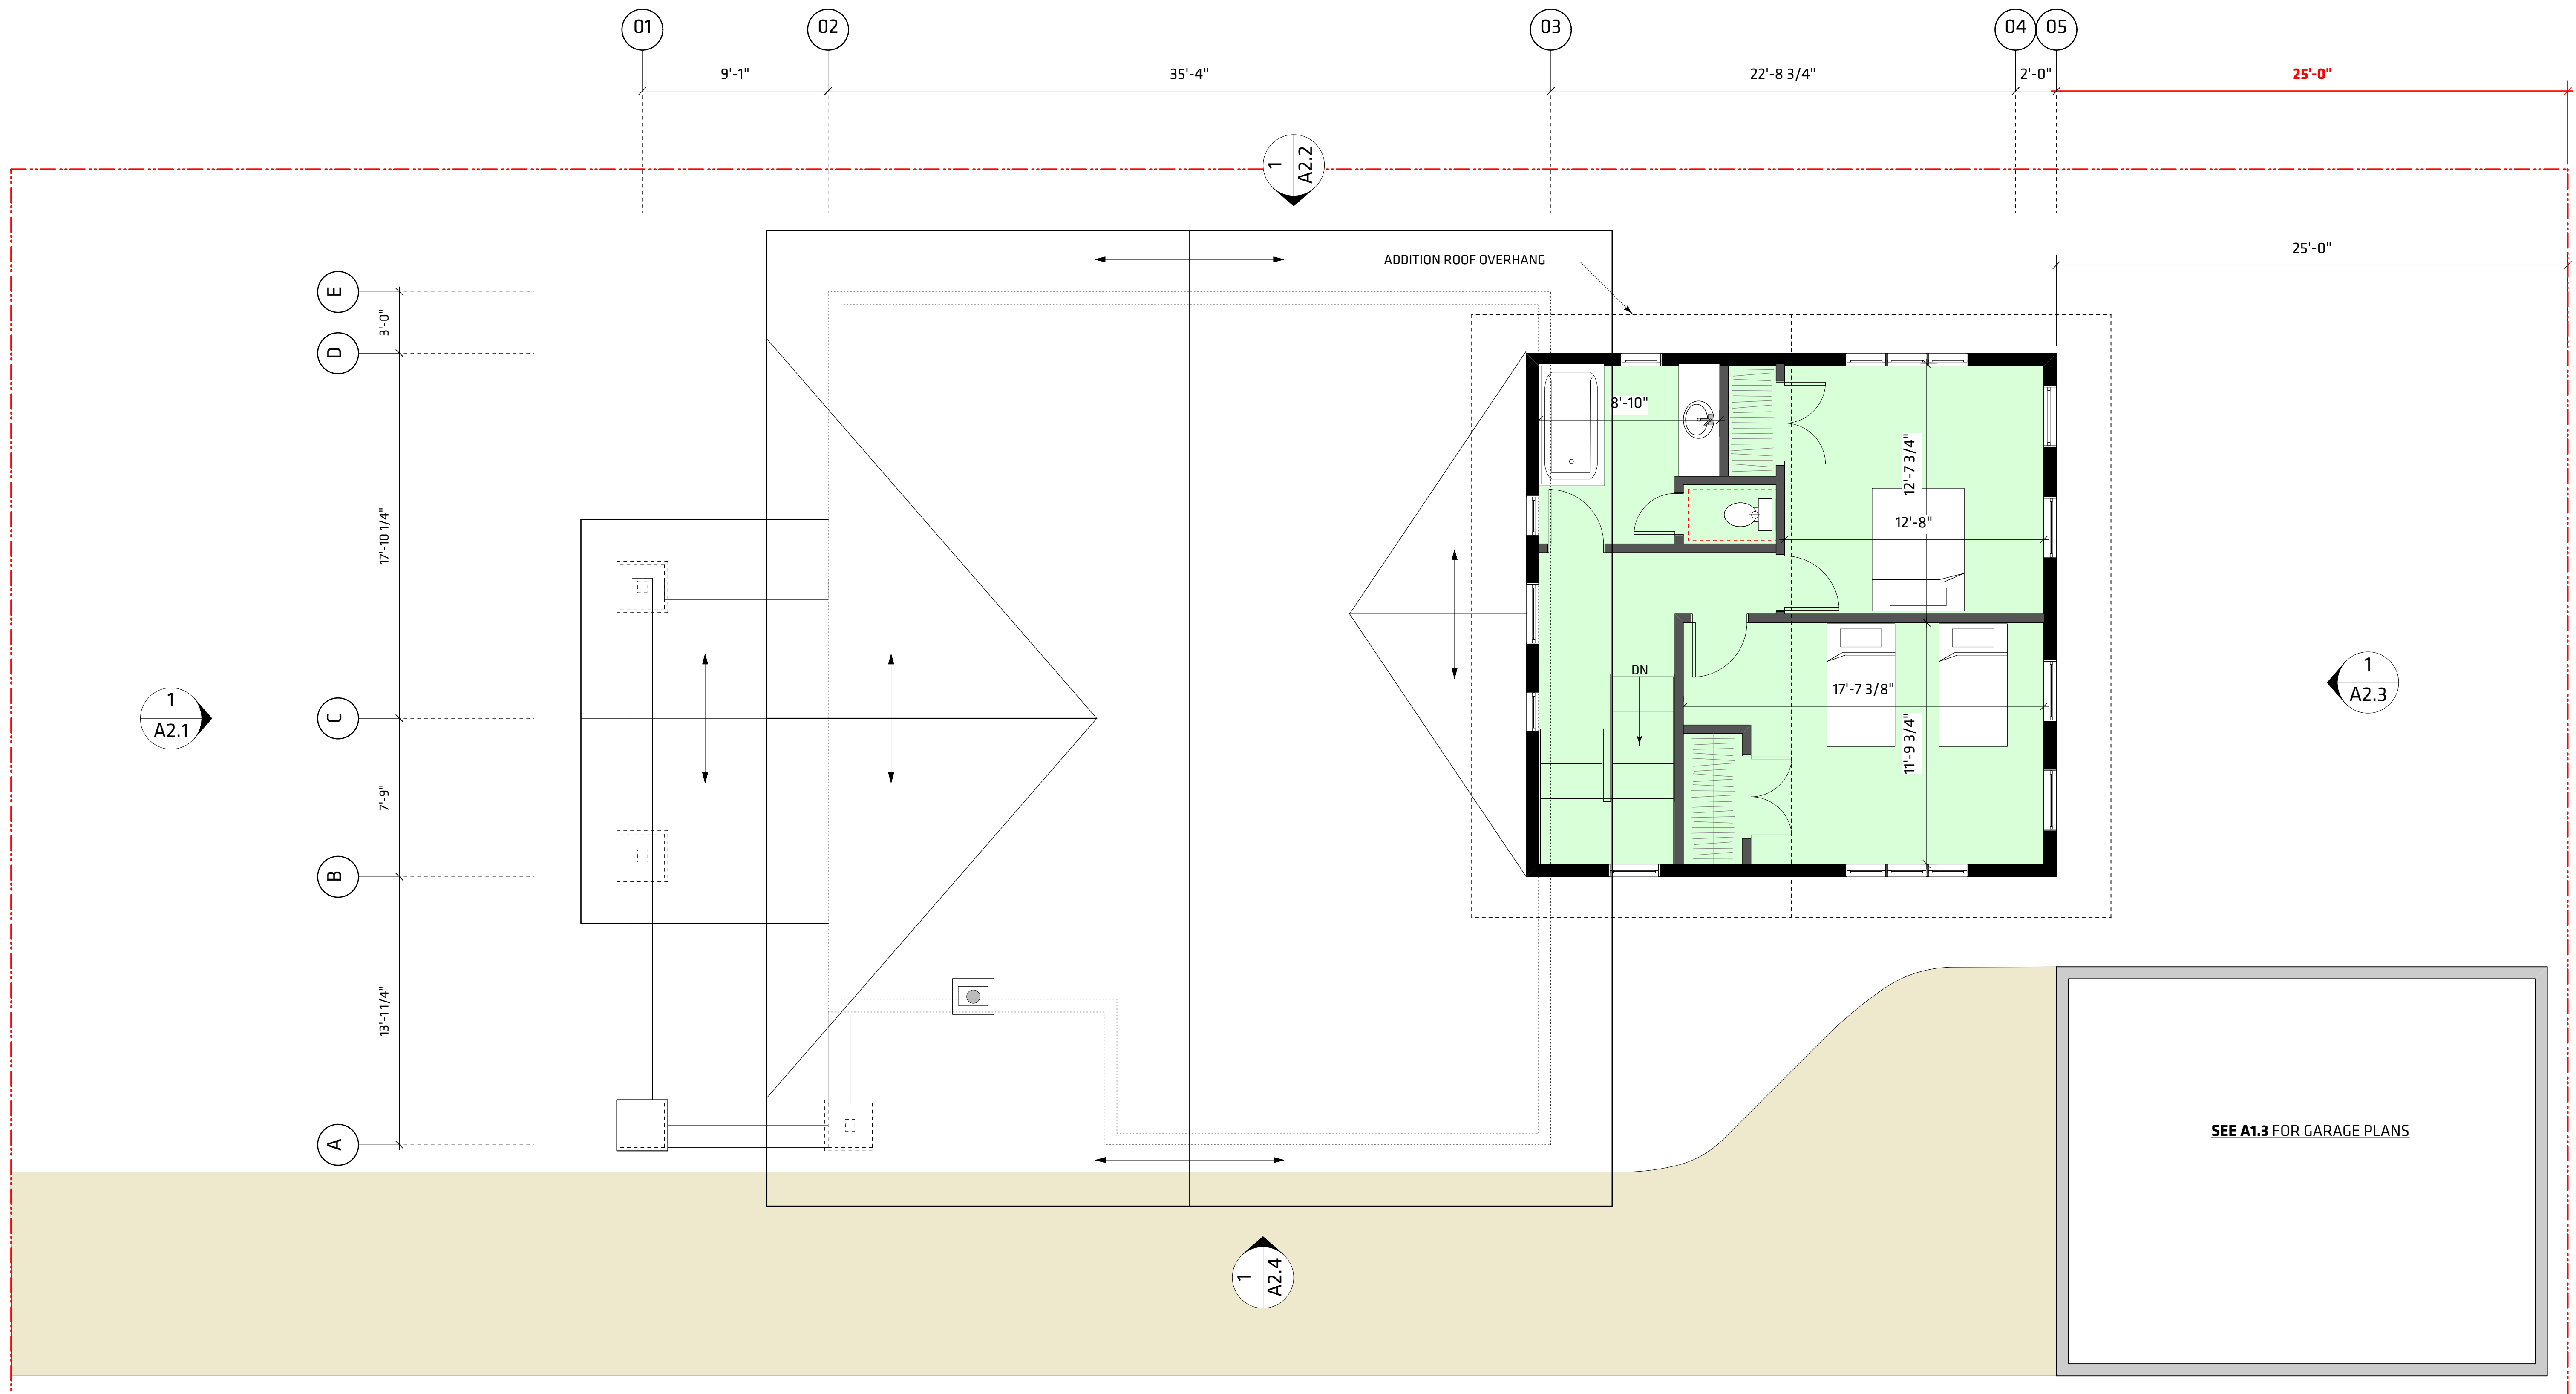 01
02
03
04
05
9'-1"
35'-4"
22'-8 3/4"
2'-0"
25'-0"
1
A2.2
ADDITION ROOF OVERHANG
25'-0"
E
3'-0"
D
8'-10"
12'-7 3/4"
17'-10 1/4"
12'-8"
DN
1
A2.1
C
17'-7 3/8"
1
A2.3
11'-9 3/4"
7'-9"
B
13'-1 1/4"
A
SEE A1.3 FOR GARAGE PLANS
1
A2.4